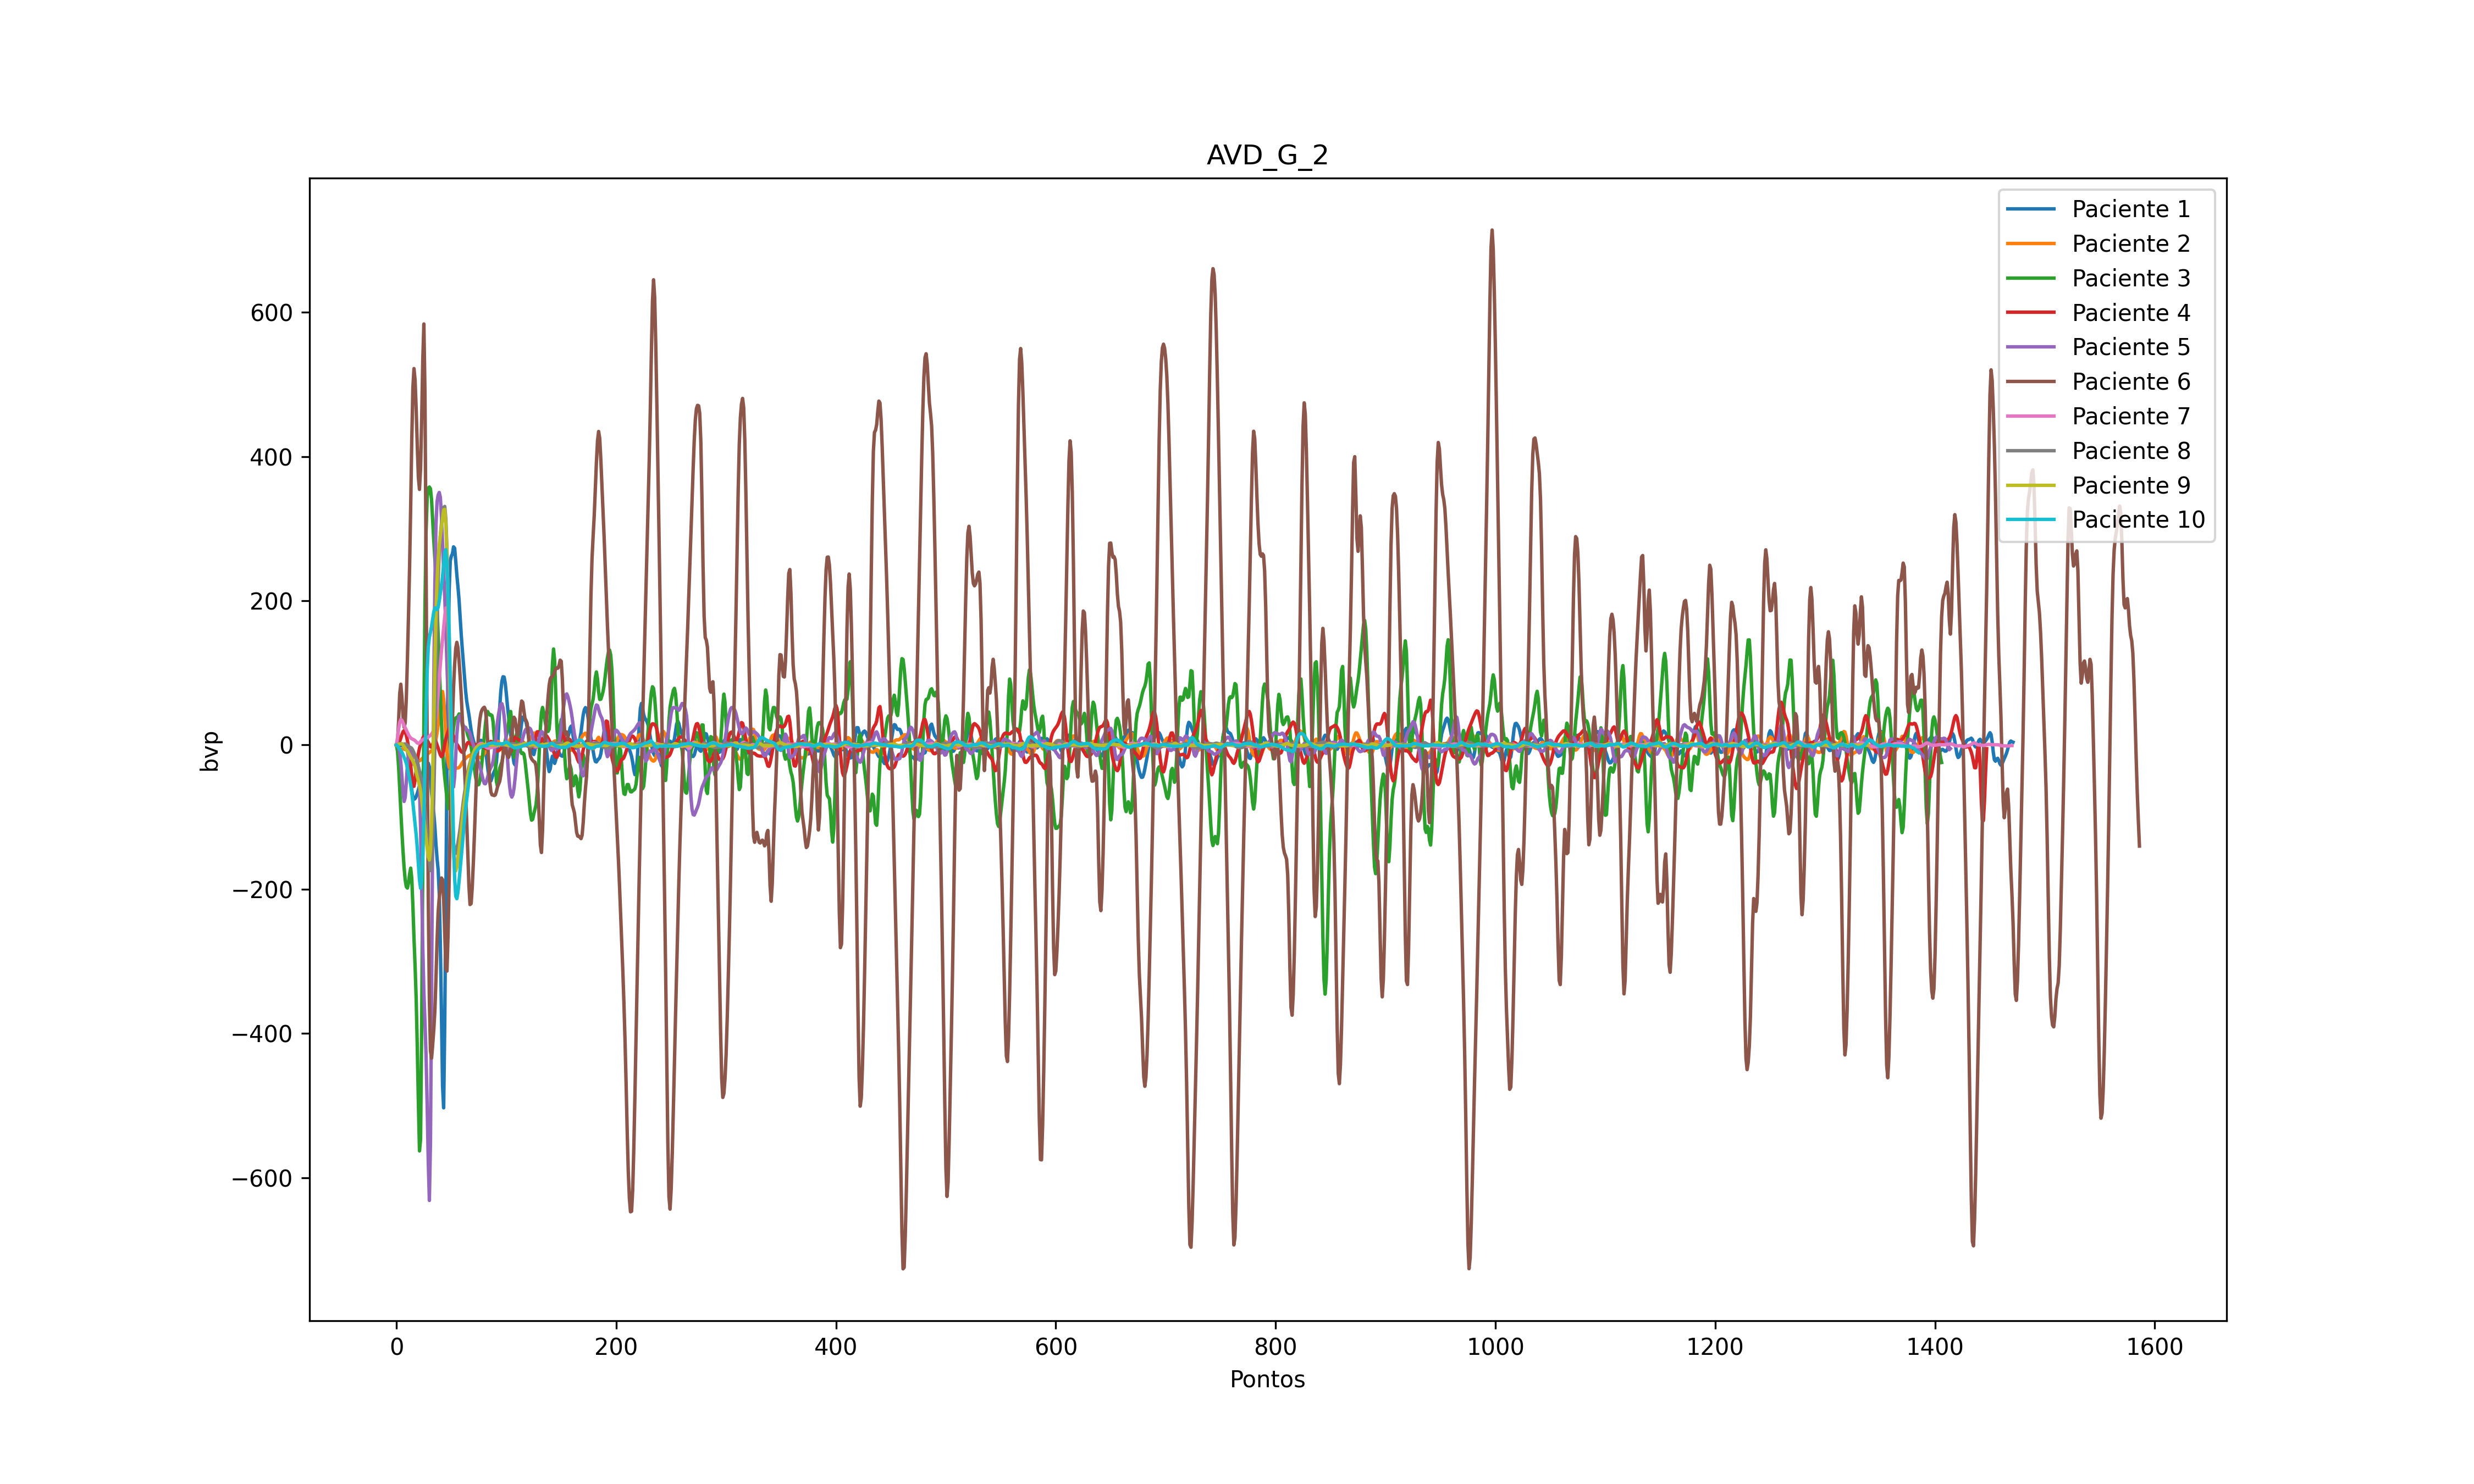 AVD_G_2
Paciente 1
Paciente 2
Paciente 3
Paciente 4
Paciente 5
Paciente 6
Paciente 7
Paciente 8
Paciente 9
Paciente 10
600
400
200
0
−200
−400
−600
bvp
0 200 400 600 800 1000 1200 1400 1600
Pontos